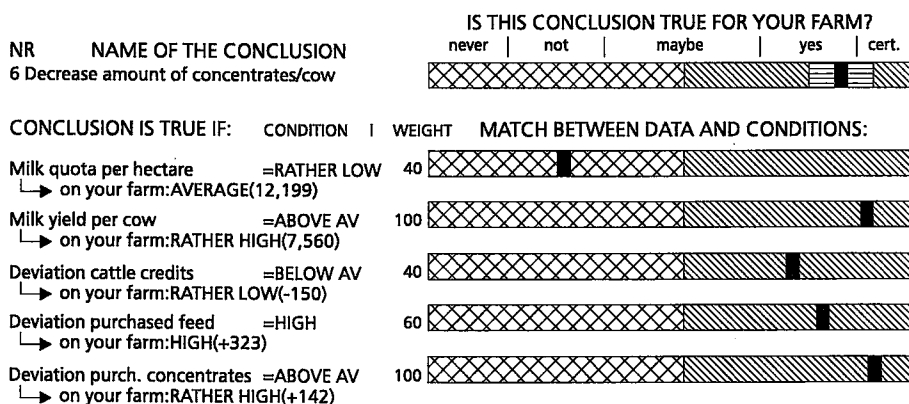 IS THIS CONCLUSION TRUE FOR YOUR FARM?
NR NAME OF THE CONCLUSION never | not | maybe | yes | cert.
6 Decrease amount of concentrates/cow
CONCLUSION IS TRUE IF: CONDITION | WEIGHT MATCH BETWEEN DATA AND CONDITIONS:
Milk quota per hectare =RATHER LOW 40
on your farm:AVERAGE(12,199)
Milk yield per cow =ABOVE AV 100
on your farm:RATHER HIGH(7,560)
Deviation cattle credits =BELOW AV 40
on your farm:RATHER LOW(-150)
Deviation purchased feed =HIGH 60
on your farm:HIGH(+323)
Deviation purch. concentrates =ABOVE AV 100
on your farm:RATHER HIGH(+142)